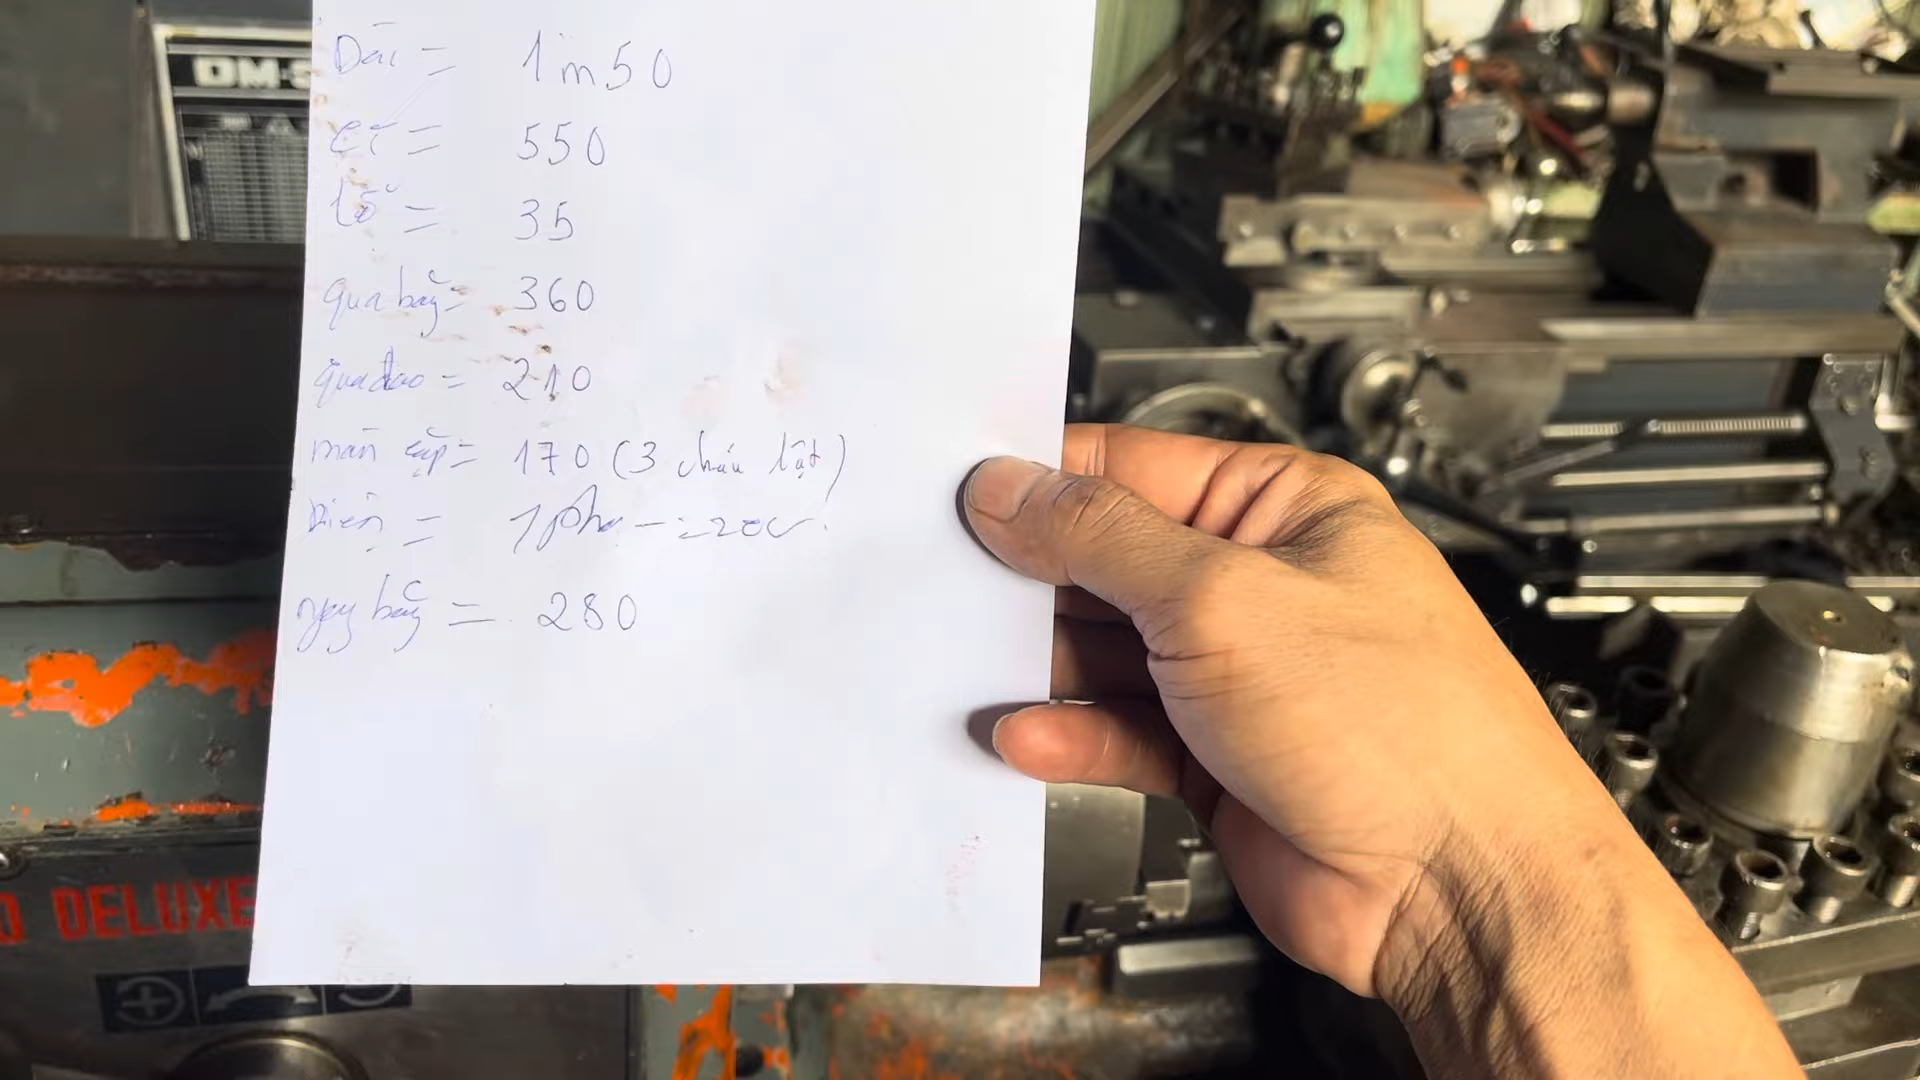 DM-
Dài = 1m50
CT = 550
lỗ = 35
qua băng = 360
qua dao = 210
mân cặp = 170 (3 chấu lật)
Điện = 1 pha - 220v.
ngay băng = 280
DELUXE